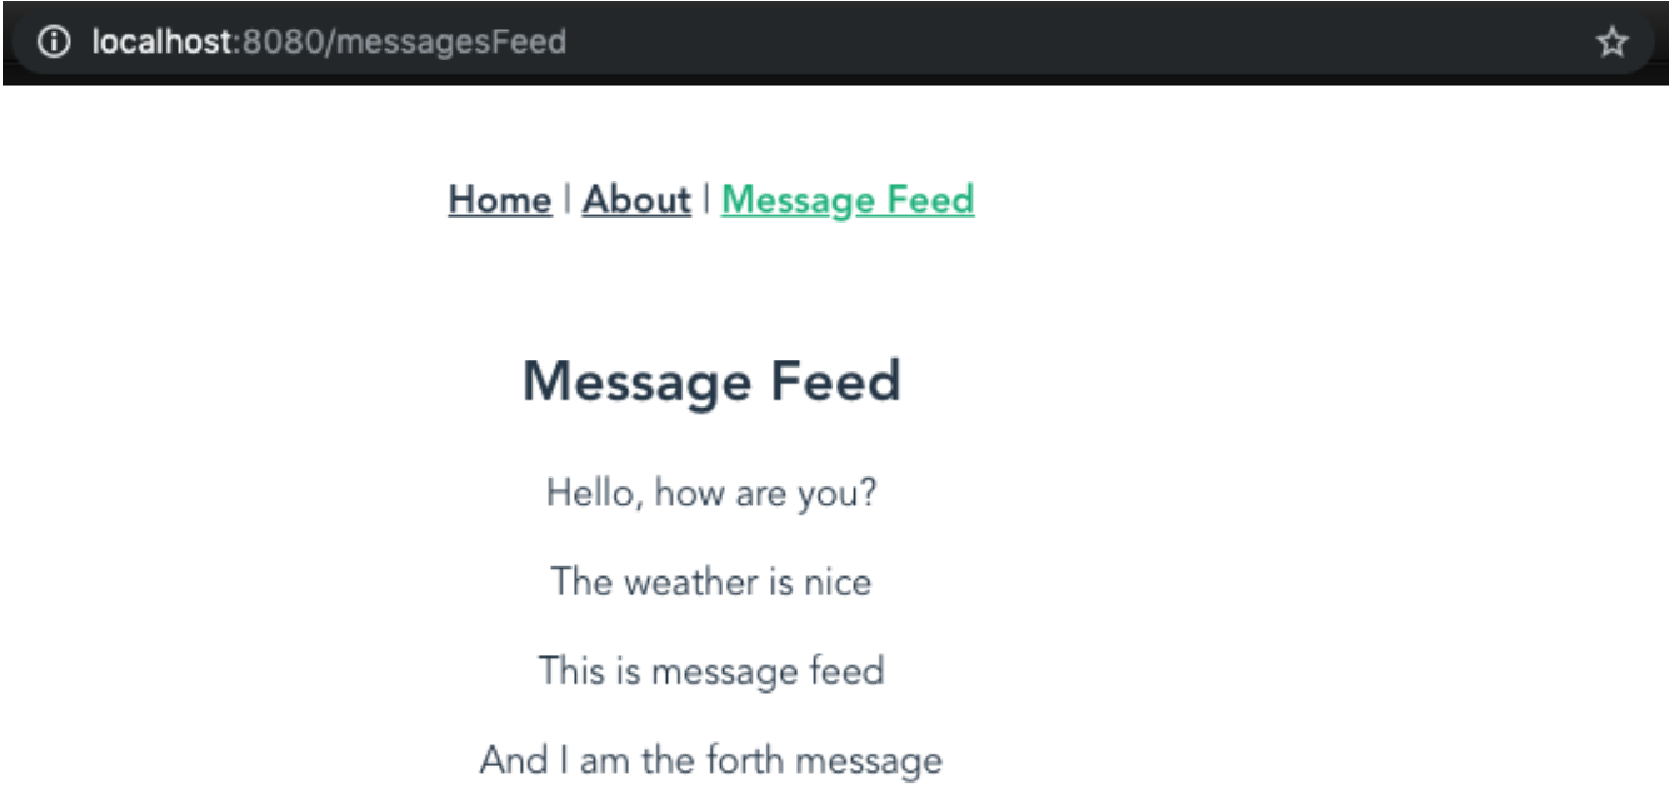 localhost:8080/messagesFeed
Home | About | Message Feed
Message Feed
Hello, how are you?
The weather is nice
This is message feed
And I am the forth message